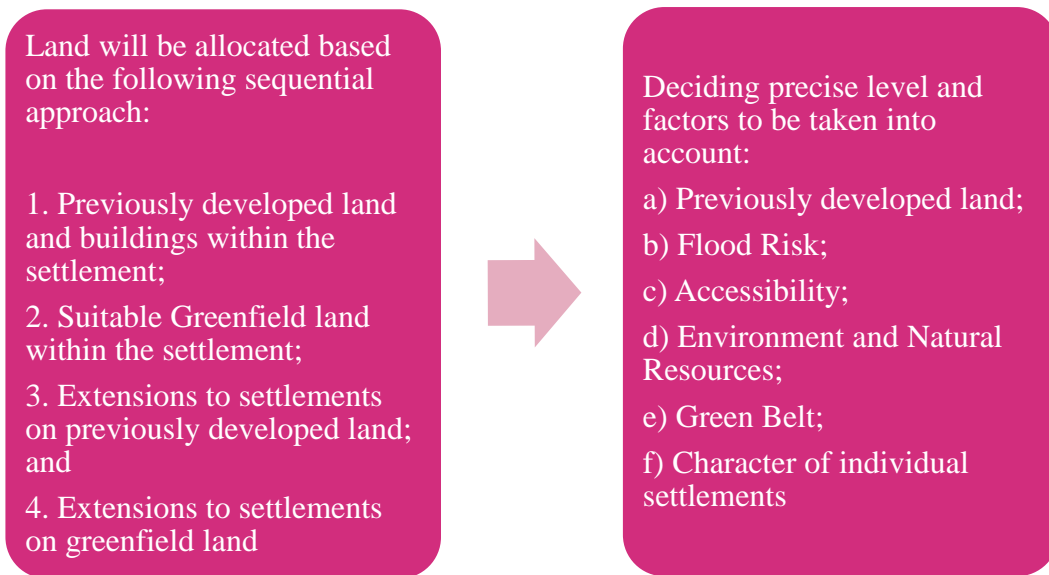 Land will be allocated based
on the following sequential
approach:
1. Previously developed land
and buildings within the
settlement;
2. Suitable Greenfield land
within the settlement;
3. Extensions to settlements
on previously developed land;
and
4. Extensions to settlements
on greenfield land
Deciding precise level and
factors to be taken into
account:
a) Previously developed land;
b) Flood Risk;
c) Accessibility;
d) Environment and Natural
Resources;
e) Green Belt;
f) Character of individual
settlements